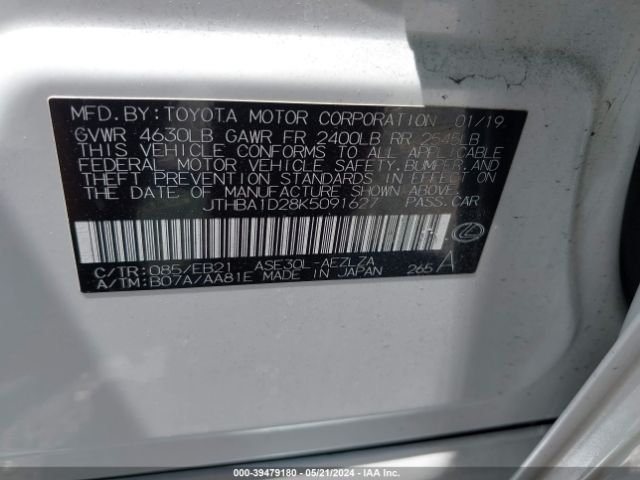 MFD.BY:TOYOTA MOTOR CORPORATION 01/19
GVWR 4630LB GAWR FR 2400LB RR 2645LB
THIS VEHICLE CONFORMS TO ALL APPLICABLE
FEDERAL MOTOR VEHICLE SAFETY, BUMPER, AND
THEFT PREVENTION STANDARDS IN EFFECT ON
THE DATE OF MANUFACTURE SHOWN ABOVE.
JTHBA1D28K5091627 PASS.CAR
C/TR: 085/EB21 ASE30L-AEZLZA
A/TM: B07A/AA81E MADE IN JAPAN 265 A
000-39479180 - 05/21/2024 - IAA Inc.